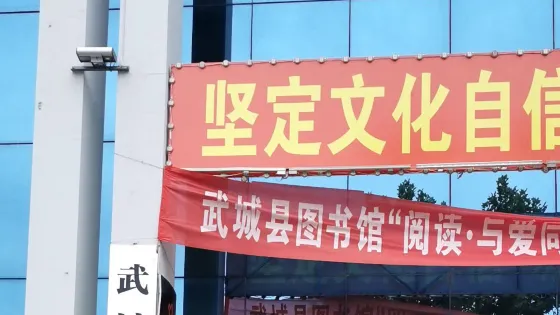 坚定文化自信
武城县图书馆“阅读·与爱同
武